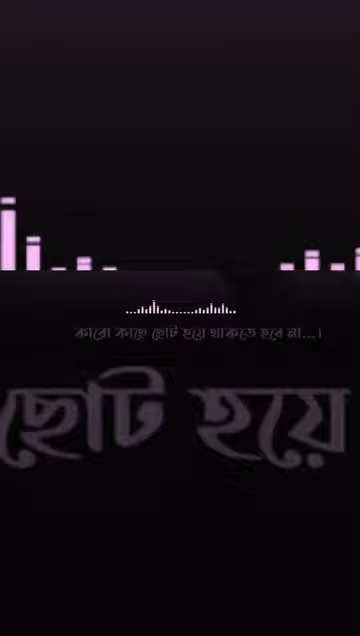 কারো কাছে ছোট হয়ে থাকতে হবে না...।
ছোট হয়ে